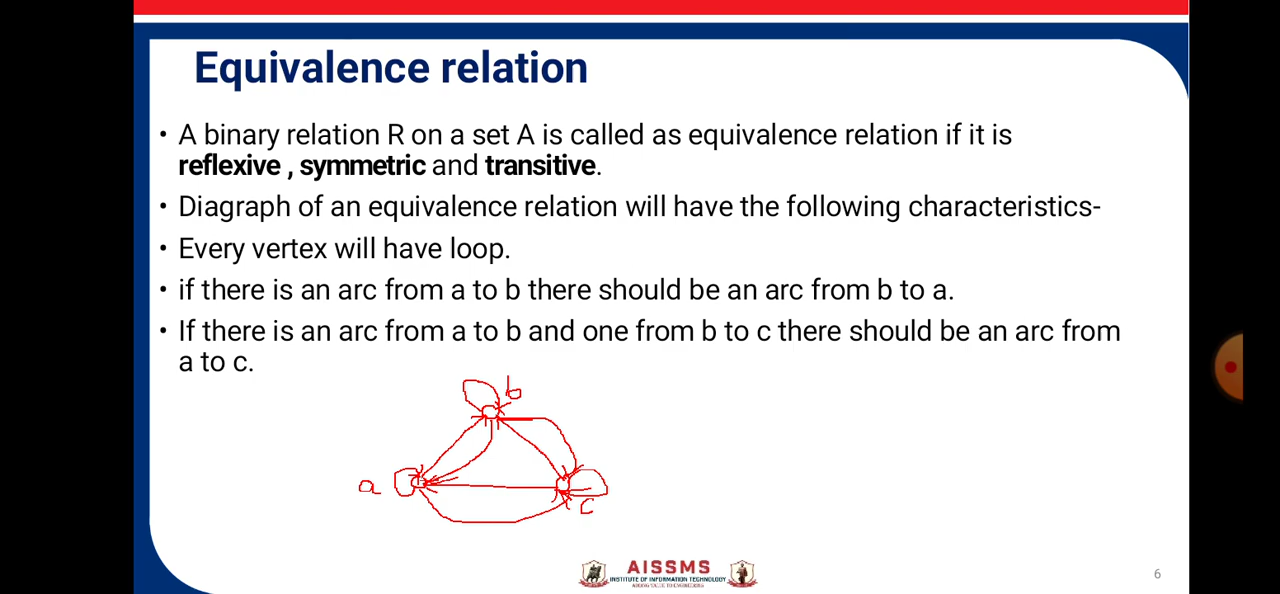 Equivalence relation
• A binary relation R on a set A is called as equivalence relation if it is
reflexive , symmetric and transitive.
• Diagraph of an equivalence relation will have the following characteristics-
• Every vertex will have loop.
• if there is an arc from a to b there should be an arc from b to a.
• If there is an arc from a to b and one from b to c there should be an arc from
a to c.
b
a
c
AISSMS
INSTITUTE OF INFORMATION TECHNOLOGY
6